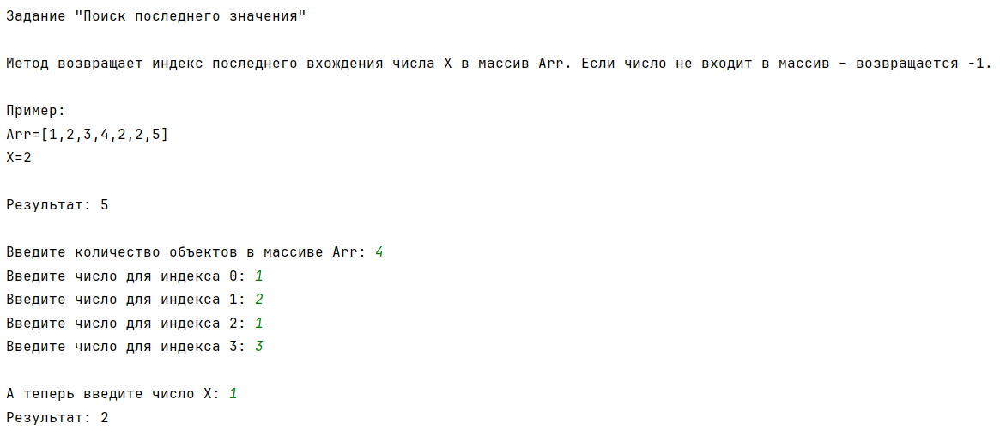 Задание "Поиск последнего значения"
Метод возвращает индекс последнего вхождения числа X в массив Arr. Если число не входит в массив – возвращается -1.
Пример:
Arr=[1,2,3,4,2,2,5]
X=2
Результат: 5
Введите количество объектов в массиве Arr: 4
Введите число для индекса 0: 1
Введите число для индекса 1: 2
Введите число для индекса 2: 1
Введите число для индекса 3: 3
А теперь введите число X: 1
Результат: 2